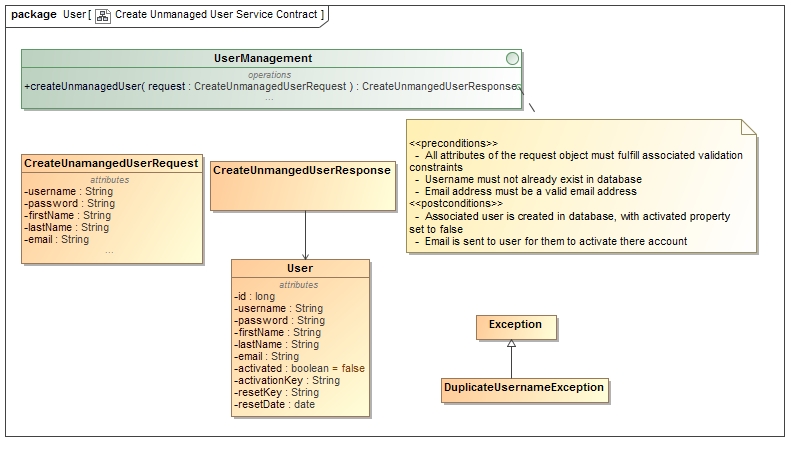 package User [ Create Unmanaged User Service Contract ]
UserManagement
operations
+createUnmanagedUser( request : CreateUnmanagedUserRequest ) : CreateUnmangedUserResponse
...
<<preconditions>>
- All attributes of the request object must fulfill associated validation
constraints
- Username must not already exist in database
- Email address must be a valid email address
<<postconditions>>
- Associated user is created in database, with activated property
set to false
- Email is sent to user for them to activate there account
CreateUnamangedUserRequest
attributes
-username : String
-password : String
-firstName : String
-lastName : String
-email : String
...
CreateUnmangedUserResponse
User
attributes
-id : long
-username : String
-password : String
-firstName : String
-lastName : String
-email : String
-activated : boolean = false
-activationKey : String
-resetKey : String
-resetDate : date
Exception
DuplicateUsernameException